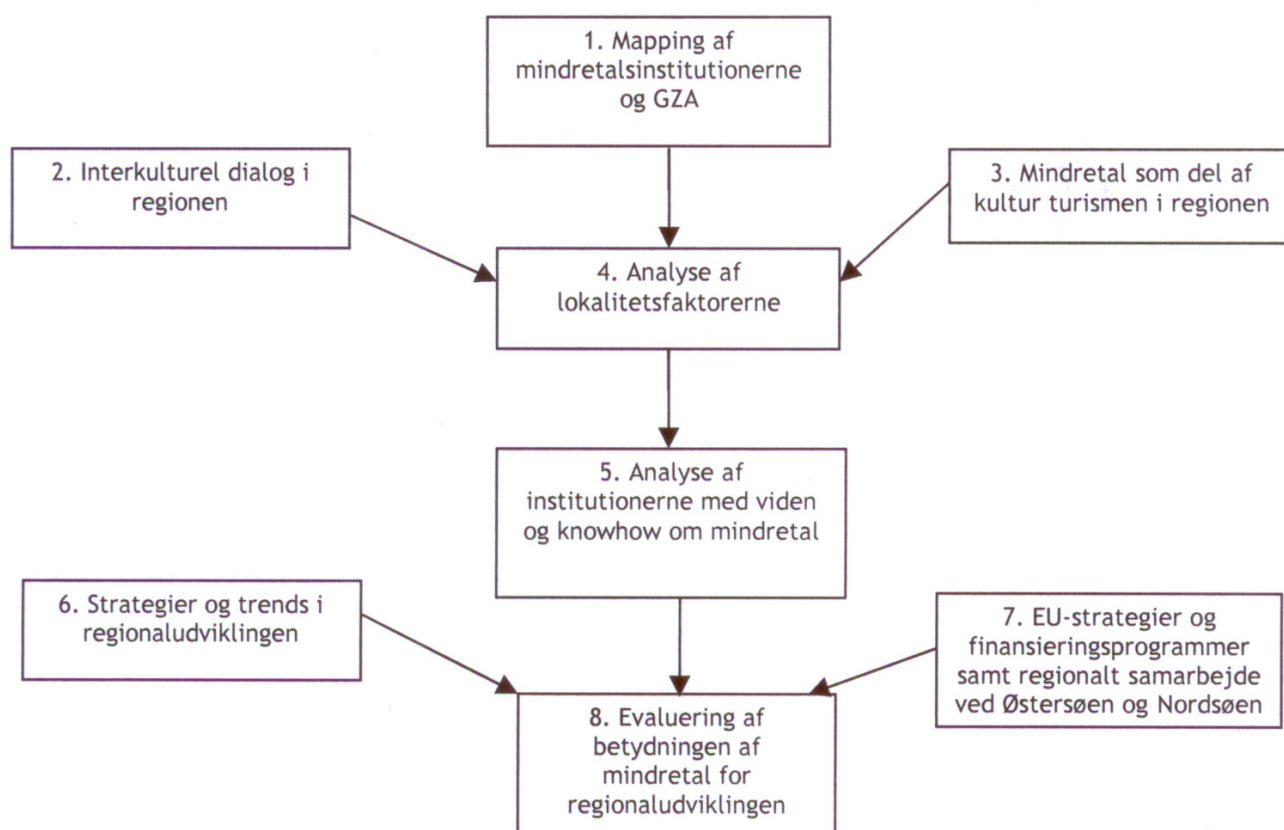 1. Mapping af
mindretalsinstitutionerne
og GZA
2. Interkulturel dialog i
regionen
3. Mindretal som del af
kultur turismen i regionen
4. Analyse af
lokalitetsfaktorerne
5. Analyse af
institutionerne med viden
og knowhow om mindretal
6. Strategier og trends i
regionaludviklingen
7. EU-strategier og
finansieringsprogrammer
samt regionalt samarbejde
ved Østersøen og Nordsøen
8. Evaluering af
betydningen af
mindretal for
regionaludviklingen